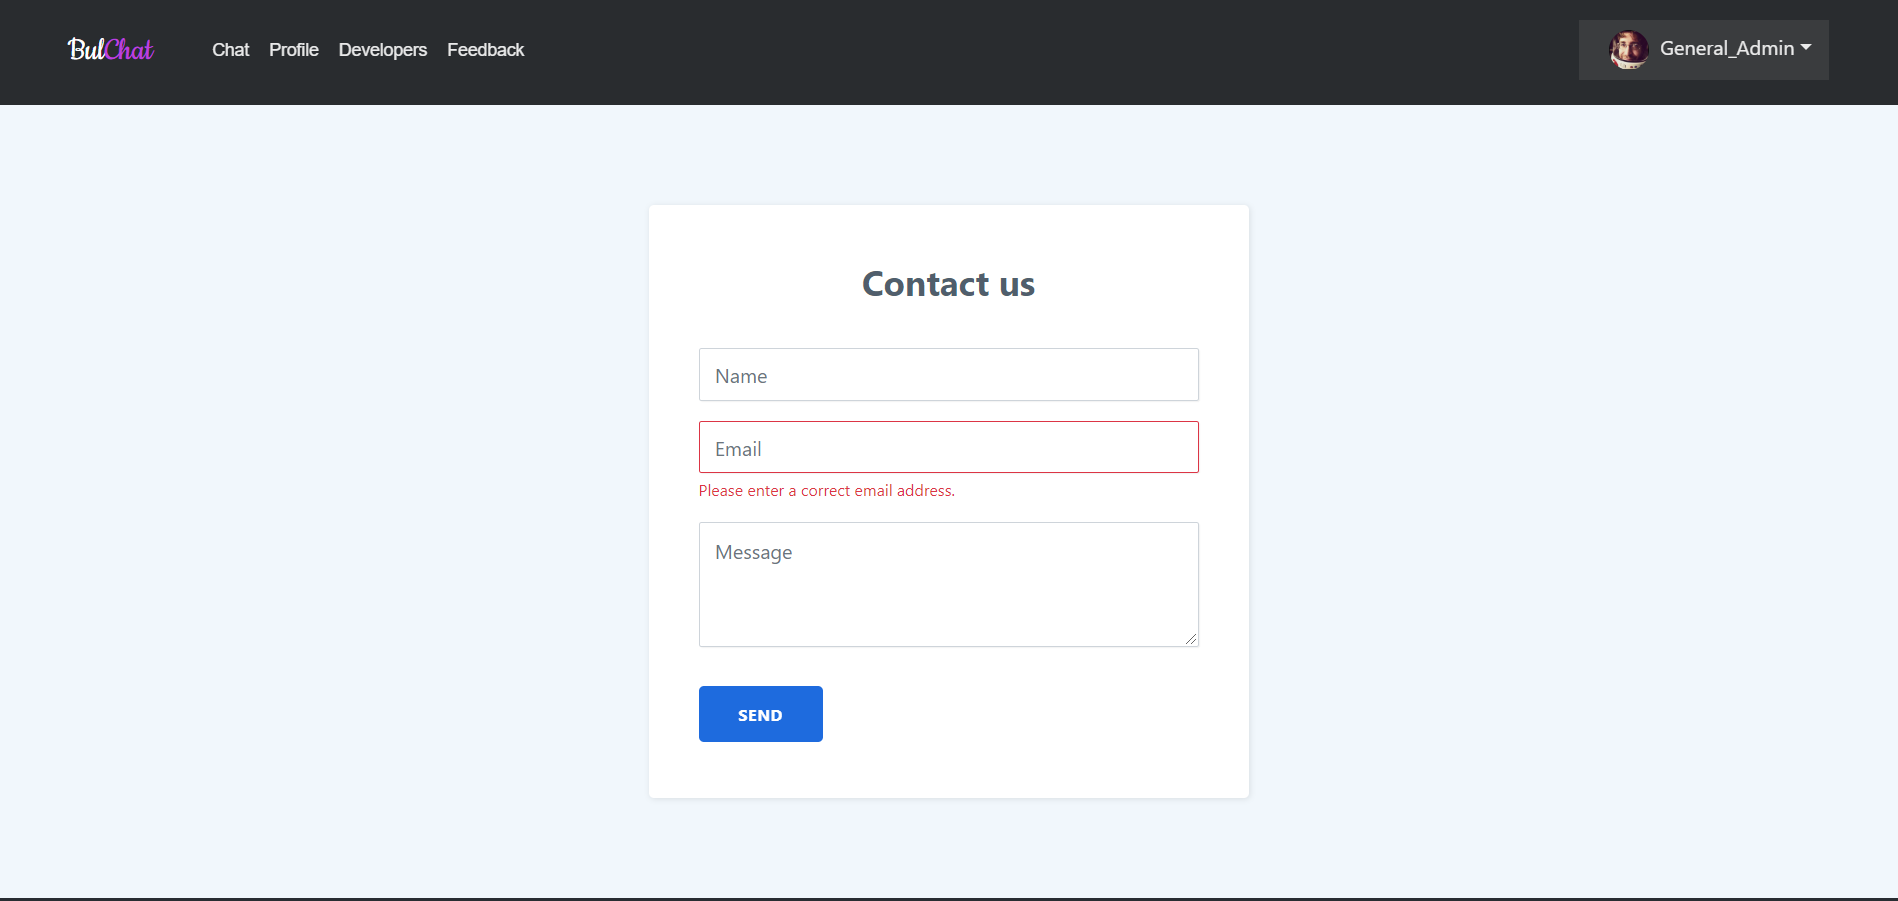 BulChat
Chat Profile Developers Feedback
General_Admin
Contact us
Name
Email
Please enter a correct email address.
Message
SEND